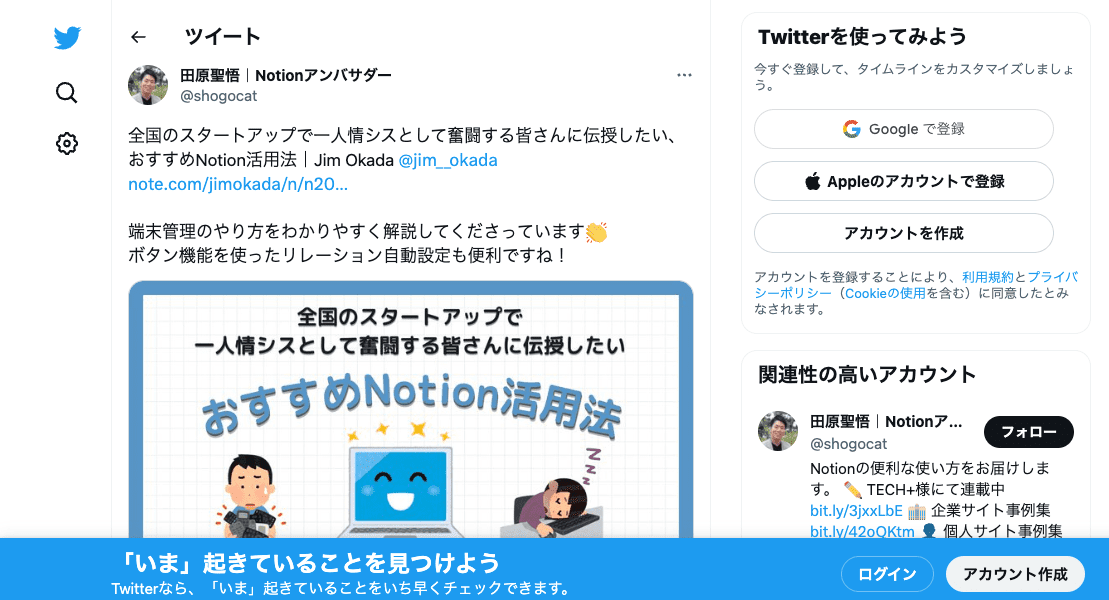 ツイート
田原聖悟｜Notionアンバサダー
@shogocat
全国のスタートアップで一人情シスとして奮闘する皆さんに伝授したい、
おすすめNotion活用法｜Jim Okada @jim__okada
note.com/jimokada/n/n20…
端末管理のやり方をわかりやすく解説してくださっています👏
ボタン機能を使ったリレーション自動設定も便利ですね！
全国のスタートアップで
一人情シスとして奮闘する皆さんに伝授したい
おすすめNotion活用法
z z z z
Twitterを使ってみよう
今すぐ登録して、タイムラインをカスタマイズしましょ
う。
Google で登録
Appleのアカウントで登録
アカウントを作成
アカウントを登録することにより、利用規約とプライバ
シーポリシー（Cookieの使用を含む）に同意したとみ
なされます。
関連性の高いアカウント
田原聖悟｜Notionア...
@shogocat
フォロー
Notionの便利な使い方をお届けしま
す。 ✏️ TECH+様にて連載中
bit.ly/3jxxLbE 🏢 企業サイト事例集
bit.ly/42oQKtm 👤 個人サイト事例集
「いま」起きていることを見つけよう
Twitterなら、「いま」起きていることをいち早くチェックできます。
ログイン
アカウント作成